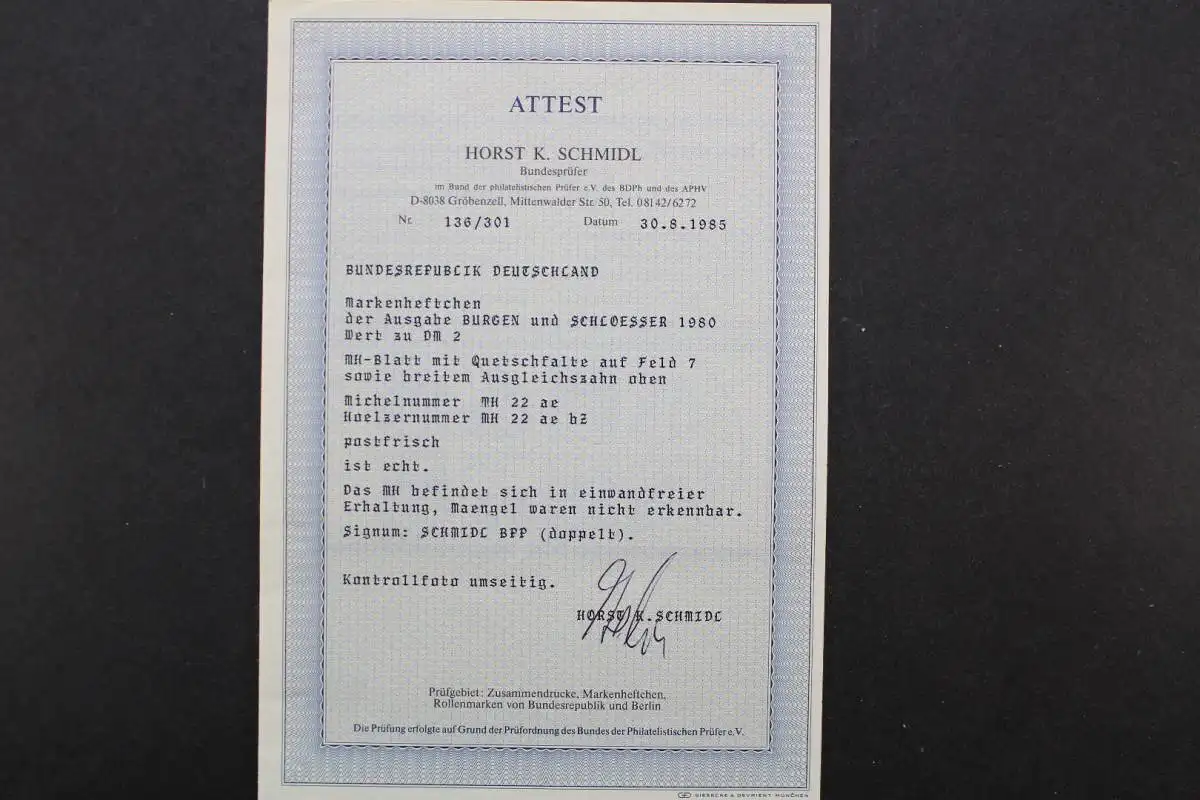 ATTEST
HORST K. SCHMIDL
Bundesprüfer
im Bund der philatelistischen Prüfer e.V. des BDPh und des APHV
D-8038 Gröbenzell, Mittenwalder Str. 50, Tel. 08142/6272
Nr. 136/301 Datum 30.8.1985
BUNDESREPUBLIK DEUTSCHLAND
Markenheftchen
der Ausgabe BURGEN und SCHLOESSER 1980
Wert zu DM 2
MH-Blatt mit Quetschfalte auf Feld 7
sowie breitem Ausgleichszahn oben
Michelnummer MH 22 ae
Hoelzernummer MH 22 ae bZ
postfrisch
ist echt.
Das MH befindet sich in einwandfreier
Erhaltung, Maengel waren nicht erkennbar.
Signum: SCHMIDL BPP (doppelt).
Kontrollfoto umseitig.
HORST K.SCHMIDL
Prüfgebiet: Zusammendrucke, Markenheftchen,
Rollenmarken von Bundesrepublik und Berlin
Die Prüfung erfolgte auf Grund der Prüfordnung des Bundes der Philatelistischen Prüfer e.V.
GIESECKE & DEVRIENT MÜNCHEN